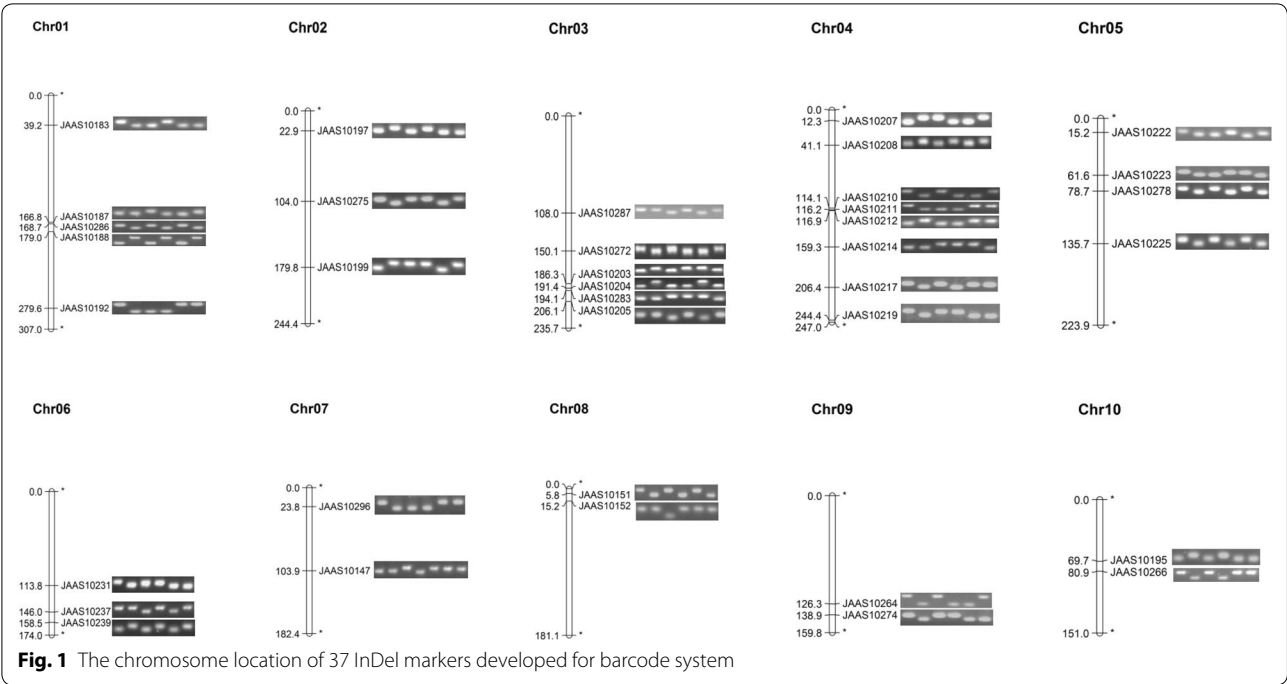 Chr01
Chr02
Chr03
Chr04
Chr05
0.0 *
39.2 JAAS10183
166.8 JAAS10187
168.7 JAAS10286
179.0 JAAS10188
279.6 JAAS10192
307.0 *
0.0 *
22.9 JAAS10197
104.0 JAAS10275
179.8 JAAS10199
244.4 *
0.0 *
108.0 JAAS10287
150.1 JAAS10272
186.3 JAAS10203
191.4 JAAS10204
194.1 JAAS10283
206.1 JAAS10205
235.7 *
0.0 *
12.3 JAAS10207
41.1 JAAS10208
114.1 JAAS10210
116.2 JAAS10211
116.9 JAAS10212
159.3 JAAS10214
206.4 JAAS10217
244.4 JAAS10219
247.0 *
0.0 *
15.2 JAAS10222
61.6 JAAS10223
78.7 JAAS10278
135.7 JAAS10225
223.9 *
Chr06
Chr07
Chr08
Chr09
Chr10
0.0 *
113.8 JAAS10231
146.0 JAAS10237
158.5 JAAS10239
174.0 *
0.0 *
23.8 JAAS10296
103.9 JAAS10147
182.4 *
0.0 *
5.8 JAAS10151
15.2 JAAS10152
181.1 *
0.0 *
126.3 JAAS10264
138.9 JAAS10274
159.8 *
0.0 *
69.7 JAAS10195
80.9 JAAS10266
151.0 *
Fig. 1 The chromosome location of 37 InDel markers developed for barcode system